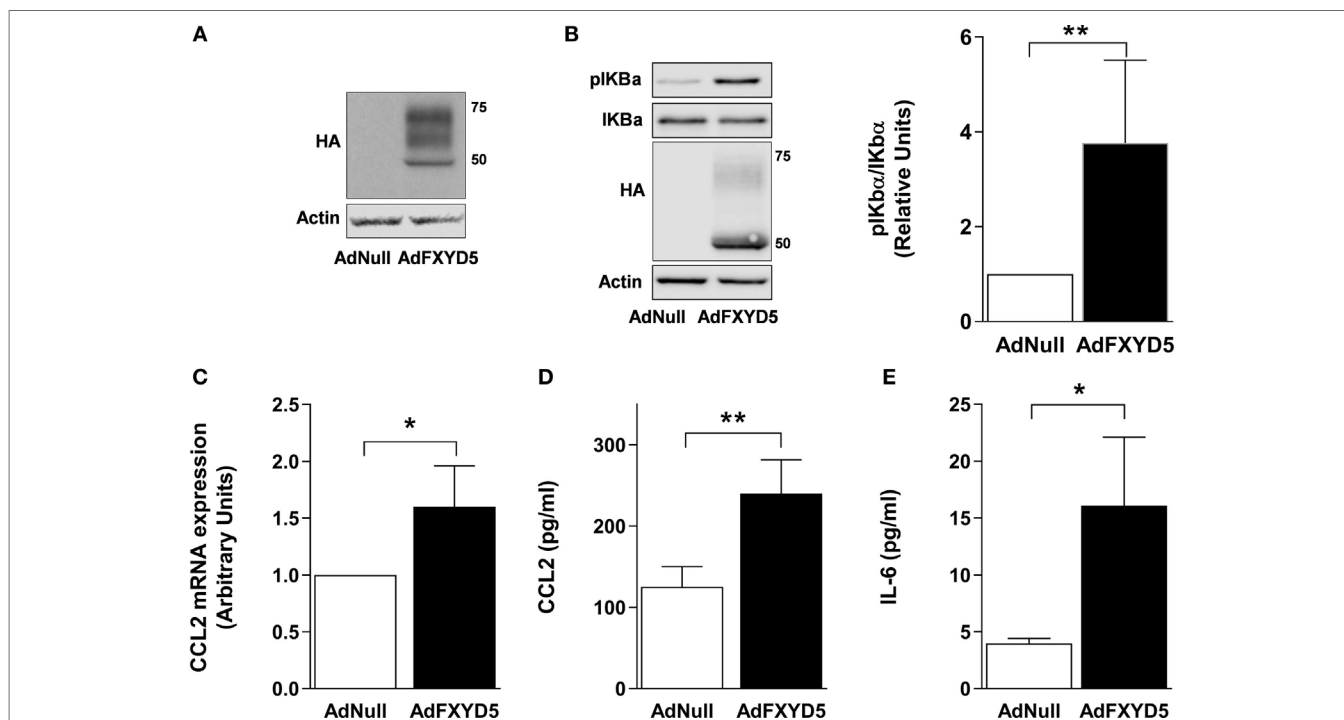 A
HA
75
50
Actin
AdNull AdFXYD5
B
pIKBa
IKBa
HA
75
50
Actin
AdNull AdFXYD5
pIKbα/IKbα
(Relative Units)
6
4
2
1
0
**
AdNull AdFXYD5
C
CCL2 mRNA expression
(Arbitrary Units)
2.5
2.0
1.5
1.0
0.5
0.0
*
AdNull AdFXYD5
D
CCL2 (pg/ml)
300
200
100
0
**
AdNull AdFXYD5
E
IL-6 (pg/ml)
25
20
15
10
5
0
*
AdNull AdFXYD5